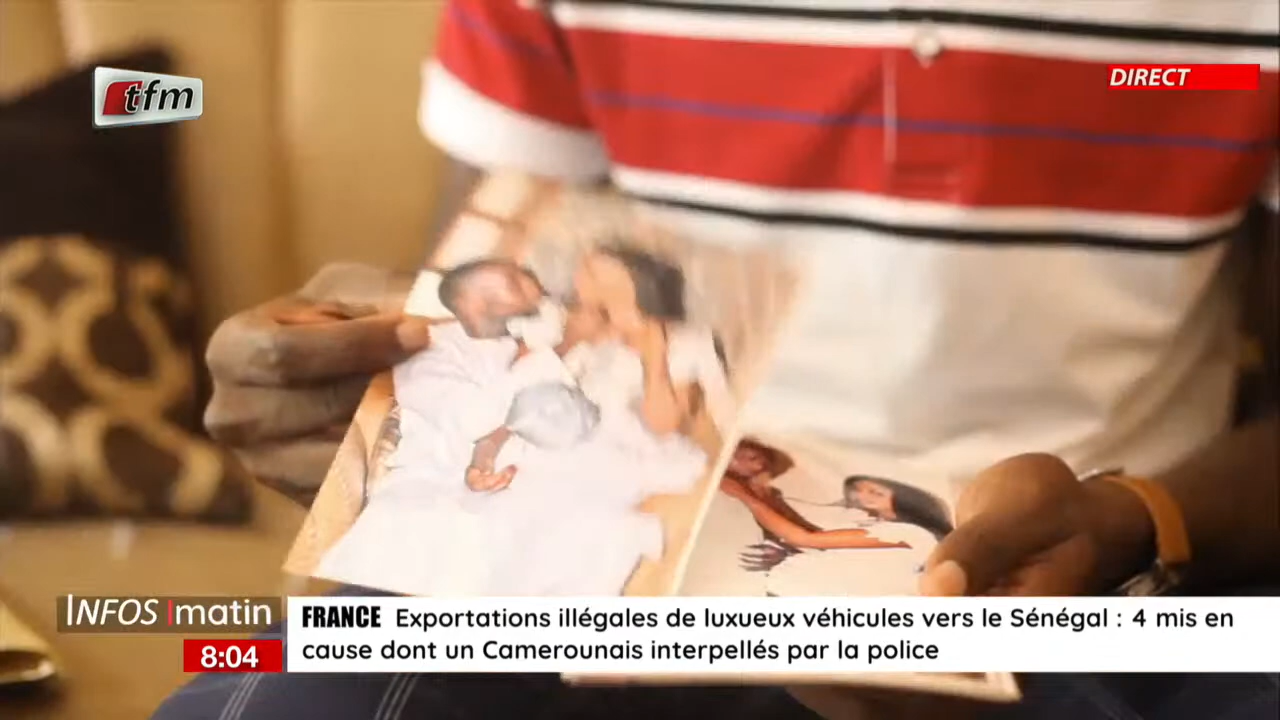 tfm
DIRECT
INFOS matin
8:04
FRANCE Exportations illégales de luxueux véhicules vers le Sénégal : 4 mis en
cause dont un Camerounais interpellés par la police